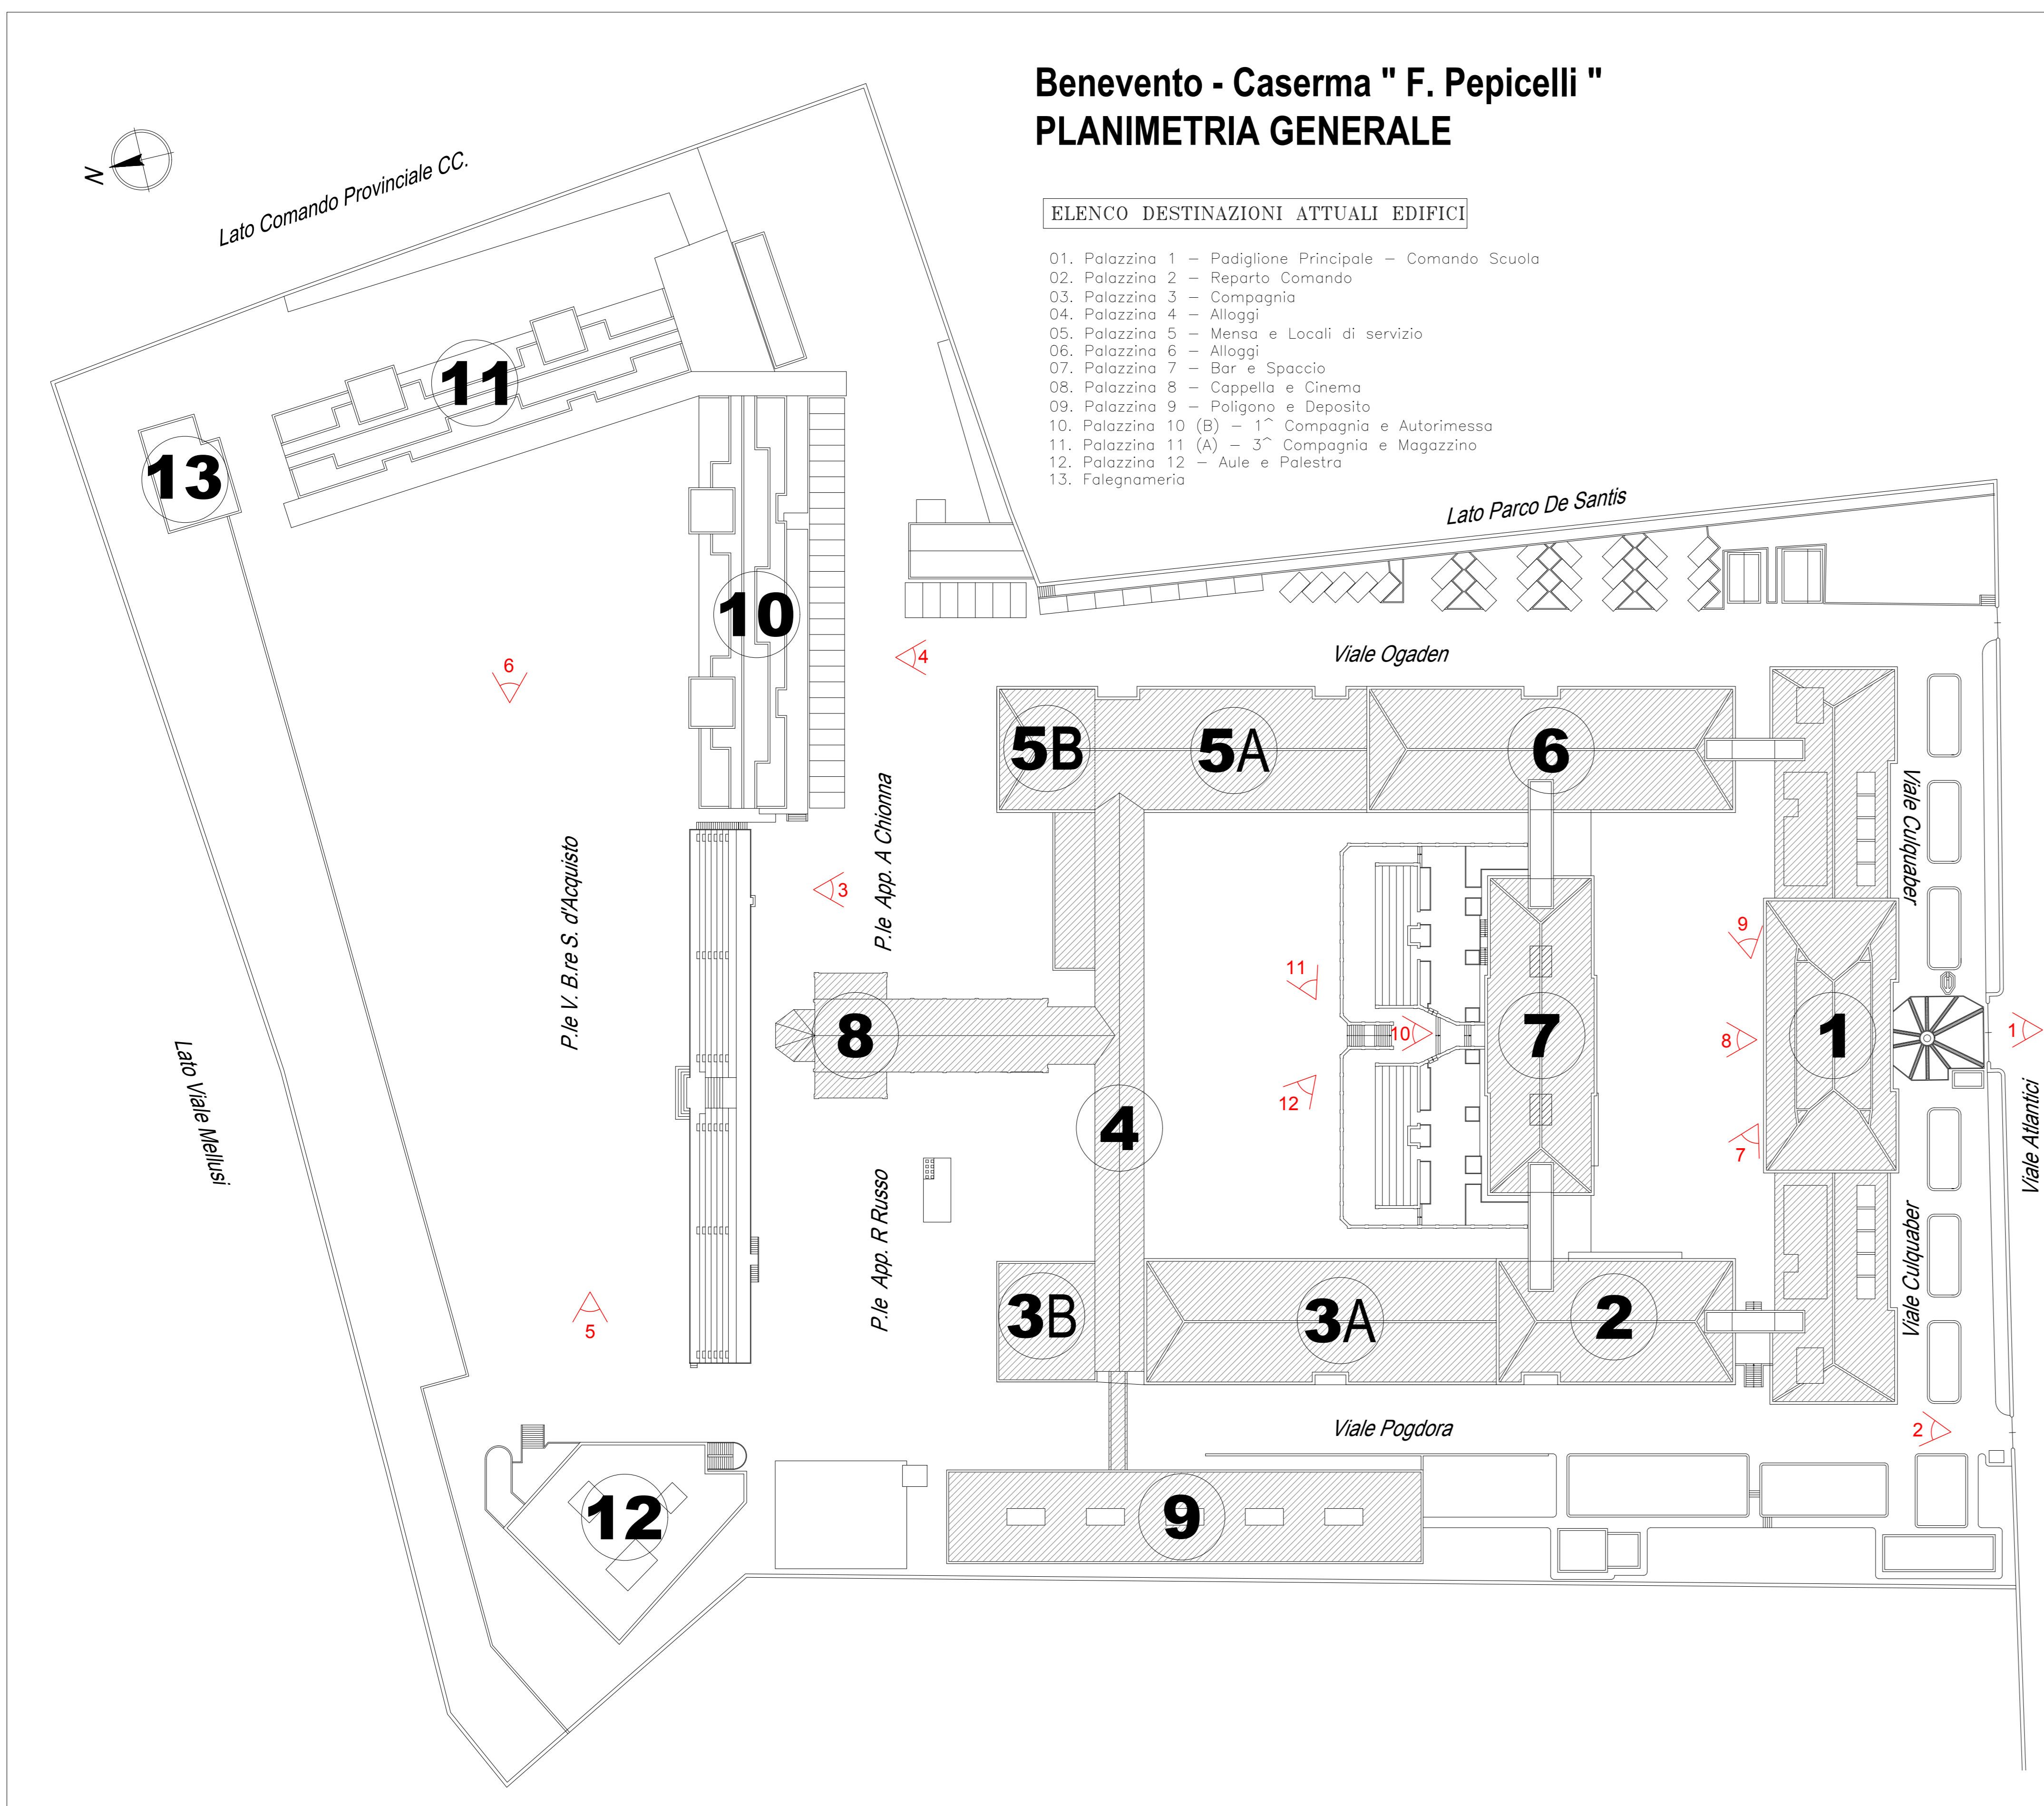 Benevento - Caserma " F. Pepicelli "
PLANIMETRIA GENERALE
N
Lato Comando Provinciale CC.
ELENCO DESTINAZIONI ATTUALI EDIFICI
01. Palazzina 1 – Padiglione Principale – Comando Scuola
02. Palazzina 2 – Reparto Comando
03. Palazzina 3 – Compagnia
04. Palazzina 4 – Alloggi
05. Palazzina 5 – Mensa e Locali di servizio
06. Palazzina 6 – Alloggi
07. Palazzina 7 – Bar e Spaccio
08. Palazzina 8 – Cappella e Cinema
09. Palazzina 9 – Poligono e Deposito
10. Palazzina 10 (B) – 1^ Compagnia e Autorimessa
11. Palazzina 11 (A) – 3^ Compagnia e Magazzino
12. Palazzina 12 – Aule e Palestra
13. Falegnameria
11
13
Lato Parco De Santis
10
6
4
Viale Ogaden
5B
5A
6
Viale Culquaber
3
P.le App. A Chionna
P.le V. B.re S. d'Acquisto
9
11
8
10
7
8
1
1
Lato Viale Mellusi
12
4
7
Viale Atlantici
P.le App. R Russo
Viale Culquaber
5
3B
3A
2
Viale Pogdora
2
12
9